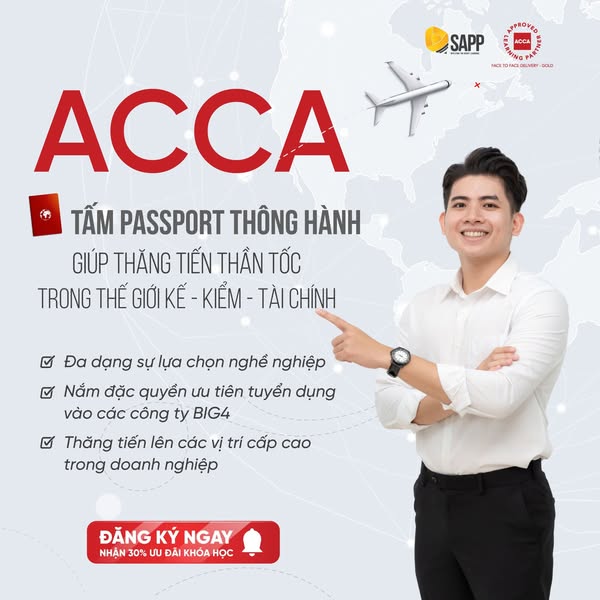 SAPP
APPROVED LEARNING PARTNER
ACCA
FACE TO FACE DELIVERY - GOLD
ACCA
TẤM PASSPORT THÔNG HÀNH
GIÚP THĂNG TIẾN THẦN TỐC
TRONG THẾ GIỚI KẾ - KIỂM - TÀI CHÍNH
Đa dạng sự lựa chọn nghề nghiệp
Nắm đặc quyền ưu tiên tuyển dụng
vào các công ty BIG4
Thăng tiến lên các vị trí cấp cao
trong doanh nghiệp
ĐĂNG KÝ NGAY
NHẬN 30% ƯU ĐÃI KHÓA HỌC